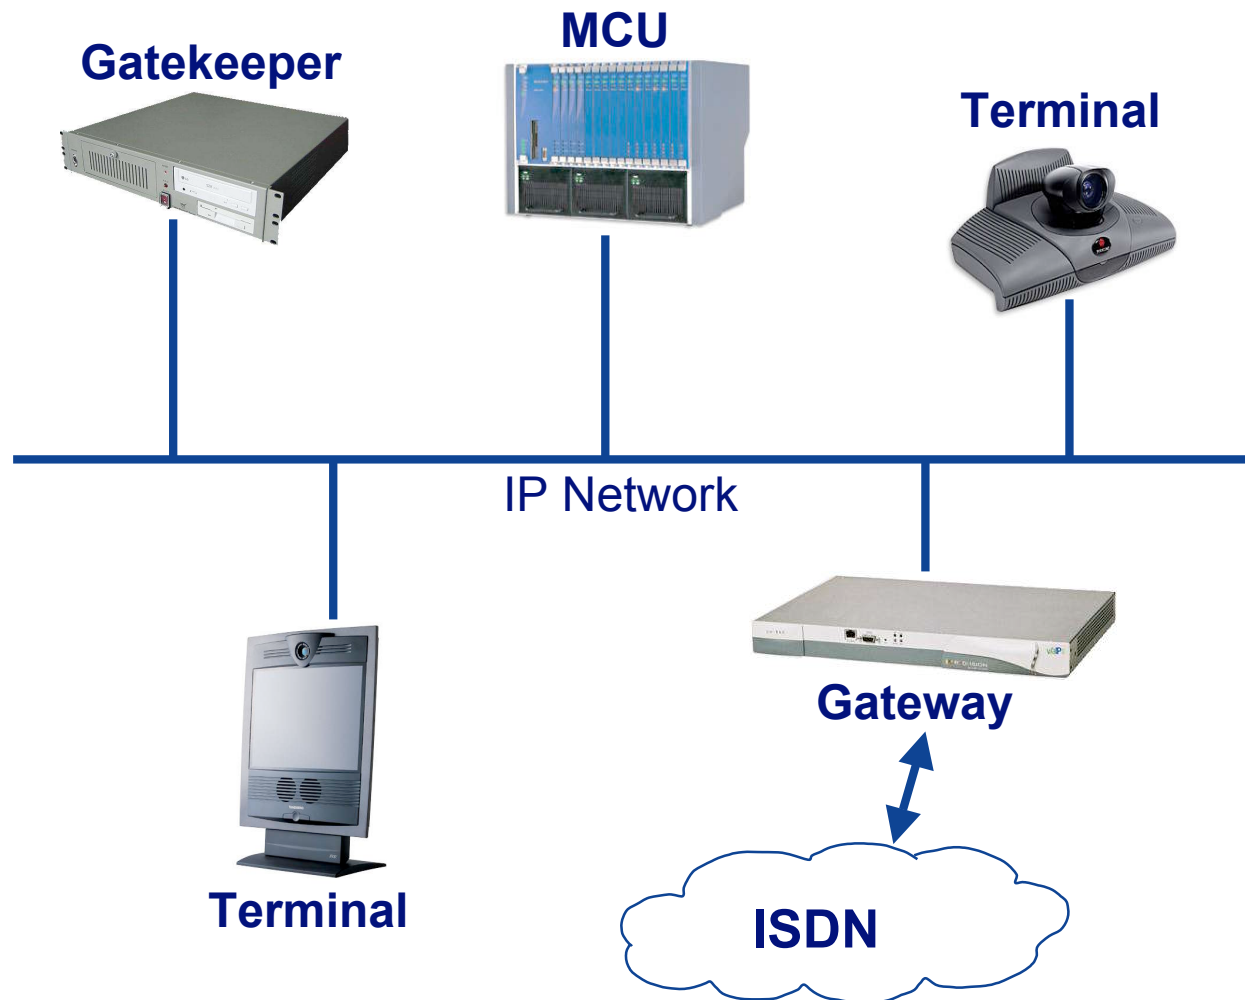 MCU
Gatekeeper
Terminal
IP Network
Gateway
Terminal
ISDN